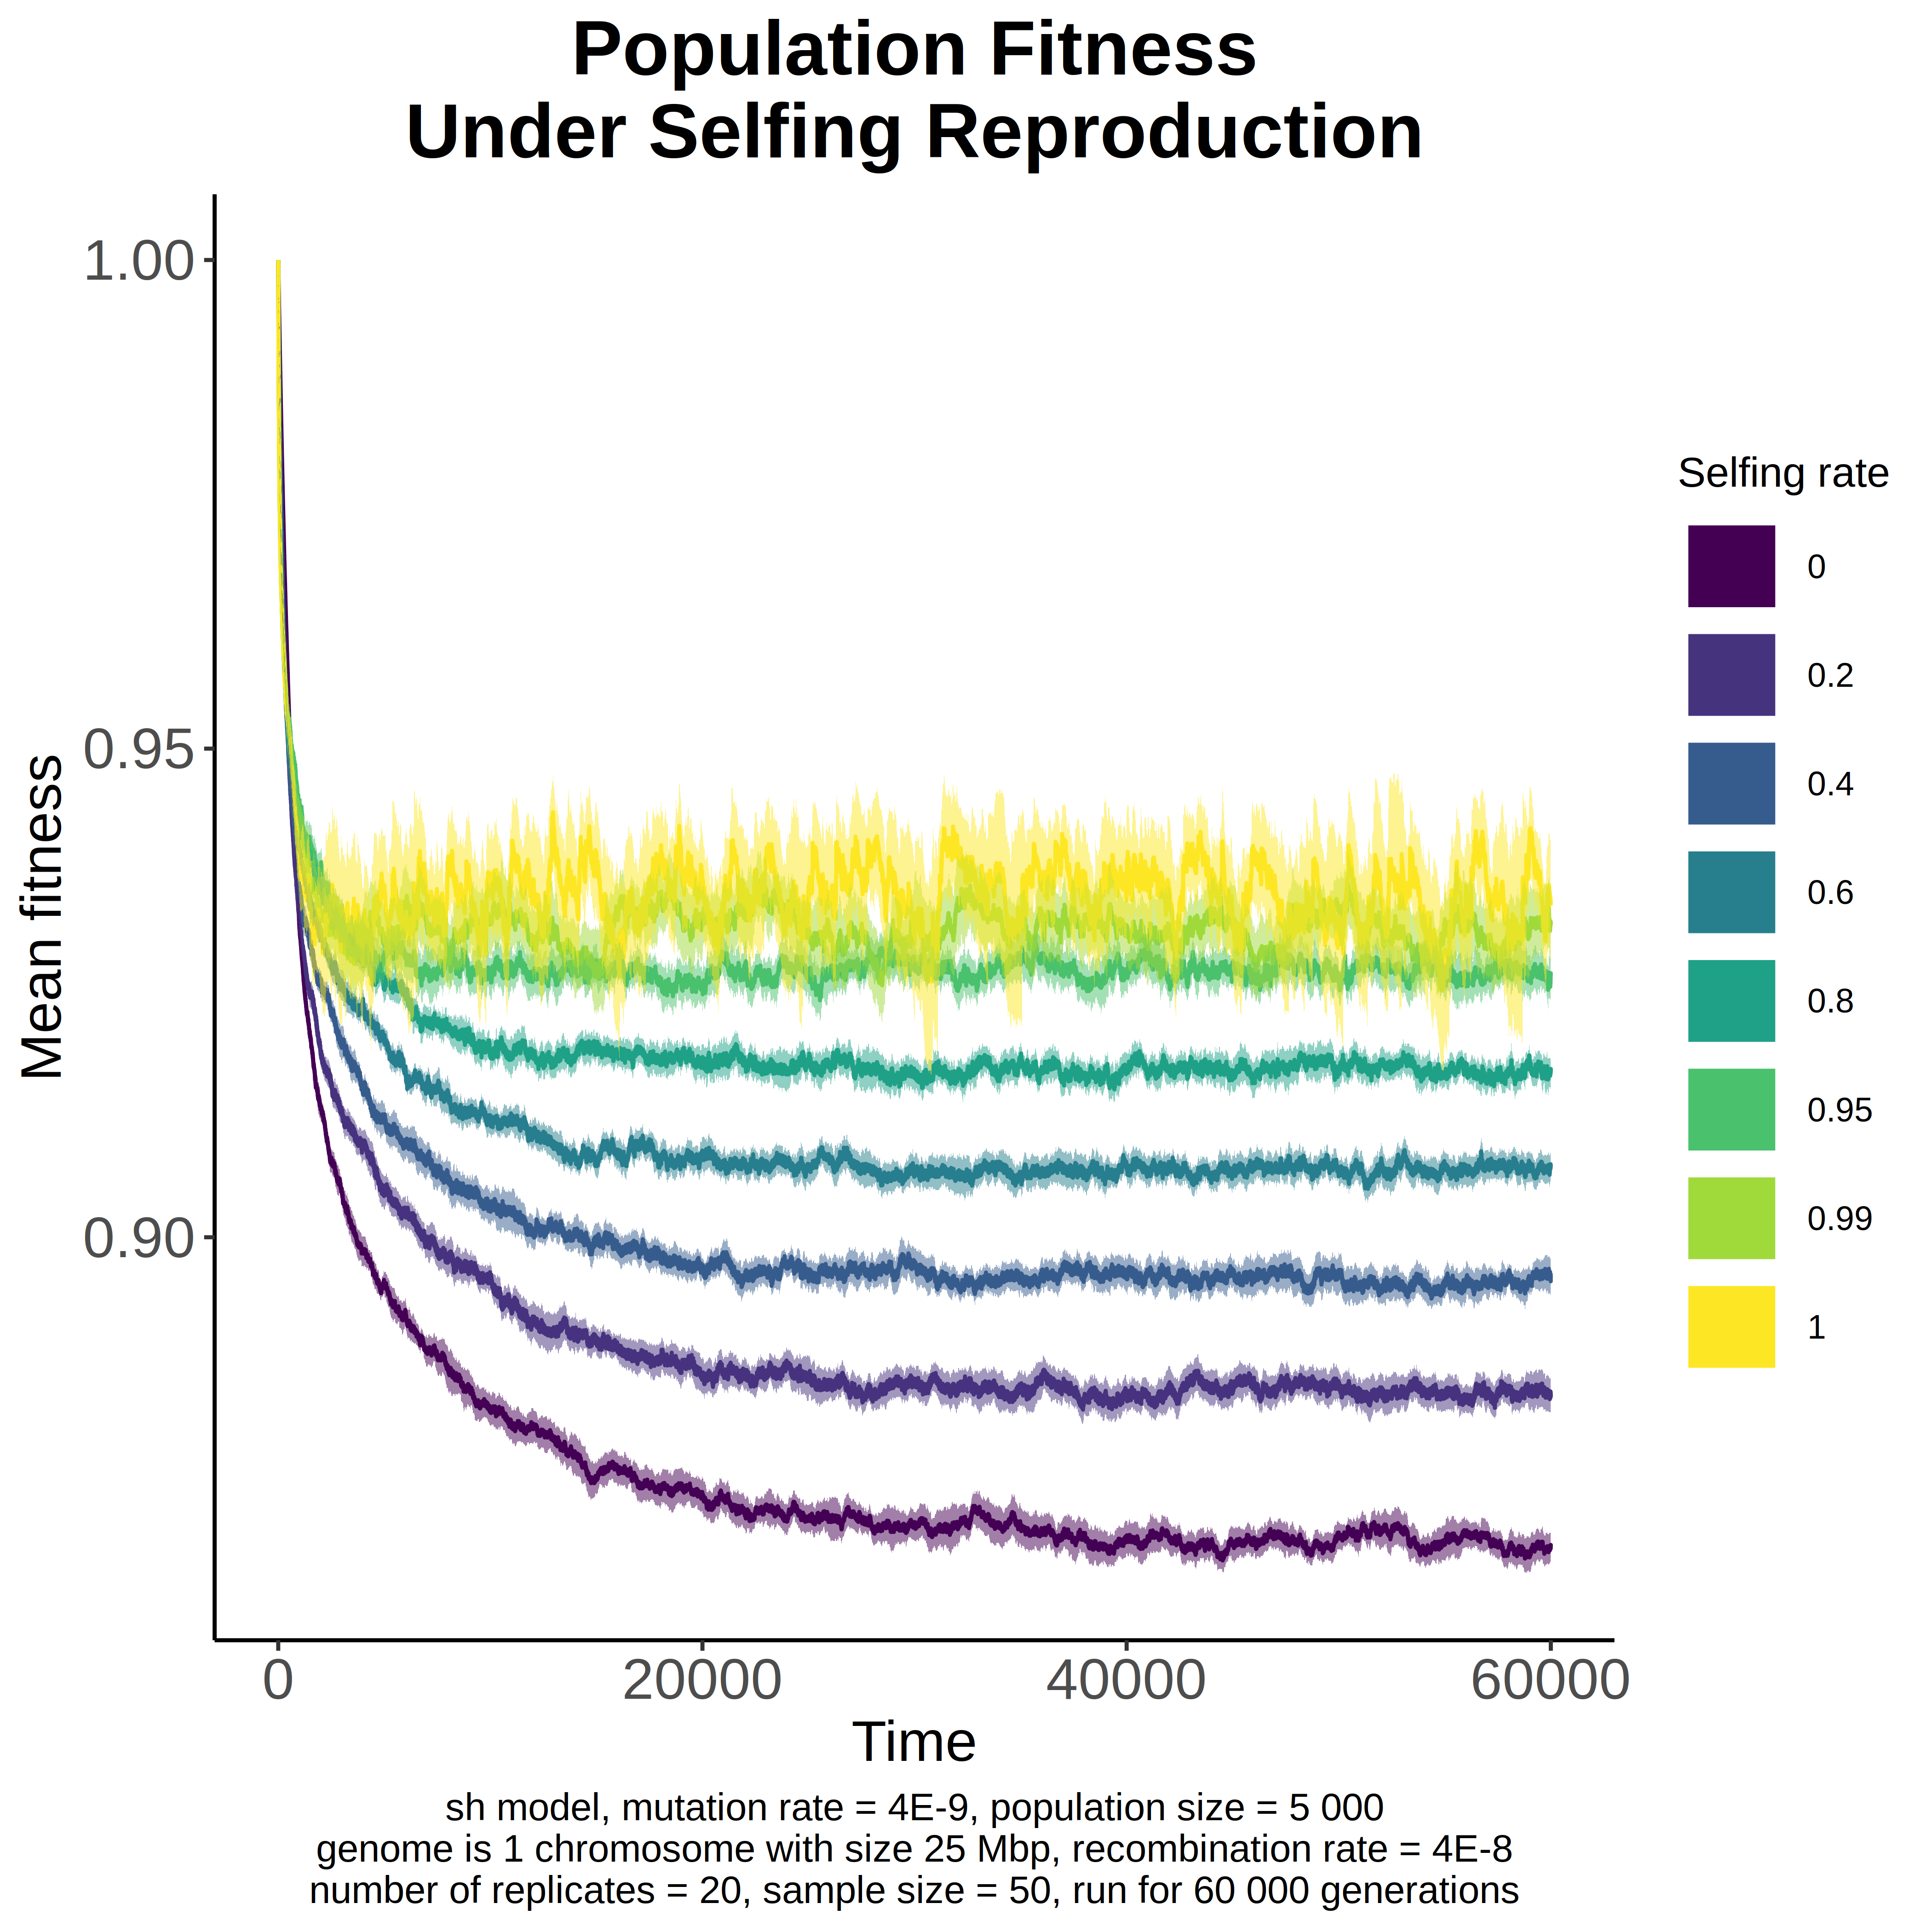 Population Fitness
Under Selfing Reproduction
Mean fitness
1.00
0.95
0.90
0
20000
40000
60000
Time
Selfing rate
0
0.2
0.4
0.6
0.8
0.95
0.99
1
sh model, mutation rate = 4E-9, population size = 5 000
genome is 1 chromosome with size 25 Mbp, recombination rate = 4E-8
number of replicates = 20, sample size = 50, run for 60 000 generations